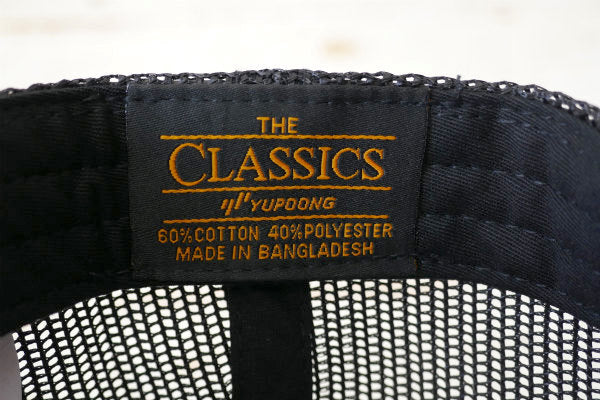 THE
CLASSICS
YUPOONG
60% COTTON 40% POLYESTER
MADE IN BANGLADESH